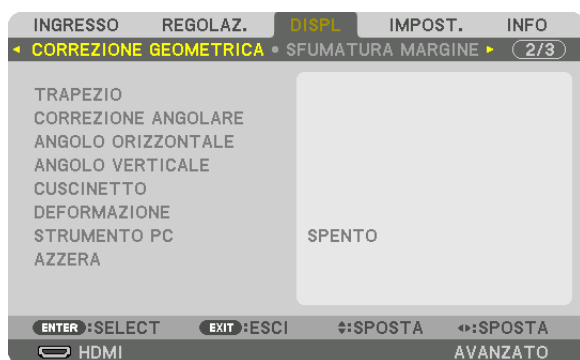 INGRESSO REGOLAZ. DISPL IMPOST. INFO
CORREZIONE GEOMETRICA • SFUMATURA MARGINE 2/3
TRAPEZIO
CORREZIONE ANGOLARE
ANGOLO ORIZZONTALE
ANGOLO VERTICALE
CUSCINETTO
DEFORMAZIONE
STRUMENTO PC SPENTO
AZZERA
ENTER:SELECT EXIT:ESCI :SPOSTA :SPOSTA
HDMI AVANZATO